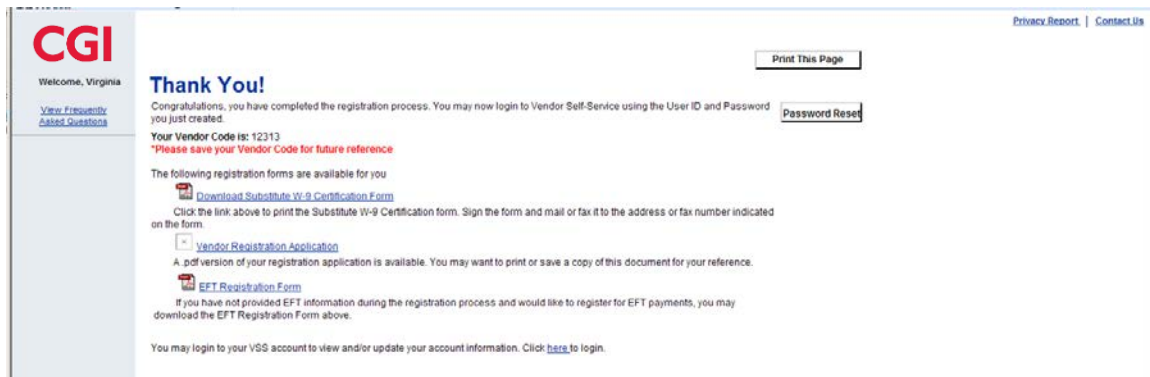 Privacy Report | Contact Us
CGI
Print This Page
Welcome, Virginia
Thank You!
View Frequently
Asked Questions
Congratulations, you have completed the registration process. You may now login to Vendor Self-Service using the User ID and Password
you just created.
Password Reset
Your Vendor Code is: 12313
*Please save your Vendor Code for future reference
The following registration forms are available for you
Download Substitute W-9 Certification Form
Click the link above to print the Substitute W-9 Certification form. Sign the form and mail or fax it to the address or fax number indicated
on the form.
Vendor Registration Application
A .pdf version of your registration application is available. You may want to print or save a copy of this document for your reference.
EFT Registration Form
If you have not provided EFT information during the registration process and would like to register for EFT payments, you may
download the EFT Registration Form above.
You may login to your VSS account to view and/or update your account information. Click here to login.